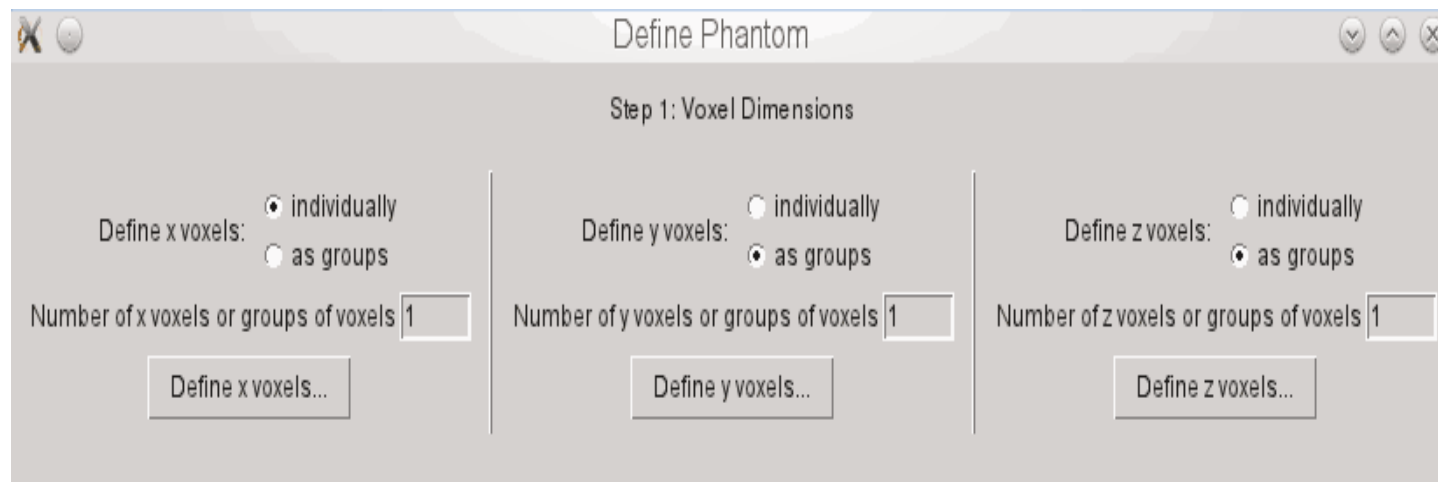 Define Phantom
Step 1: Voxel Dimensions
Define x voxels:
individually
as groups
Number of x voxels or groups of voxels 1
Define x voxels...
Define y voxels:
individually
as groups
Number of y voxels or groups of voxels 1
Define y voxels...
Define z voxels:
individually
as groups
Number of z voxels or groups of voxels 1
Define z voxels...